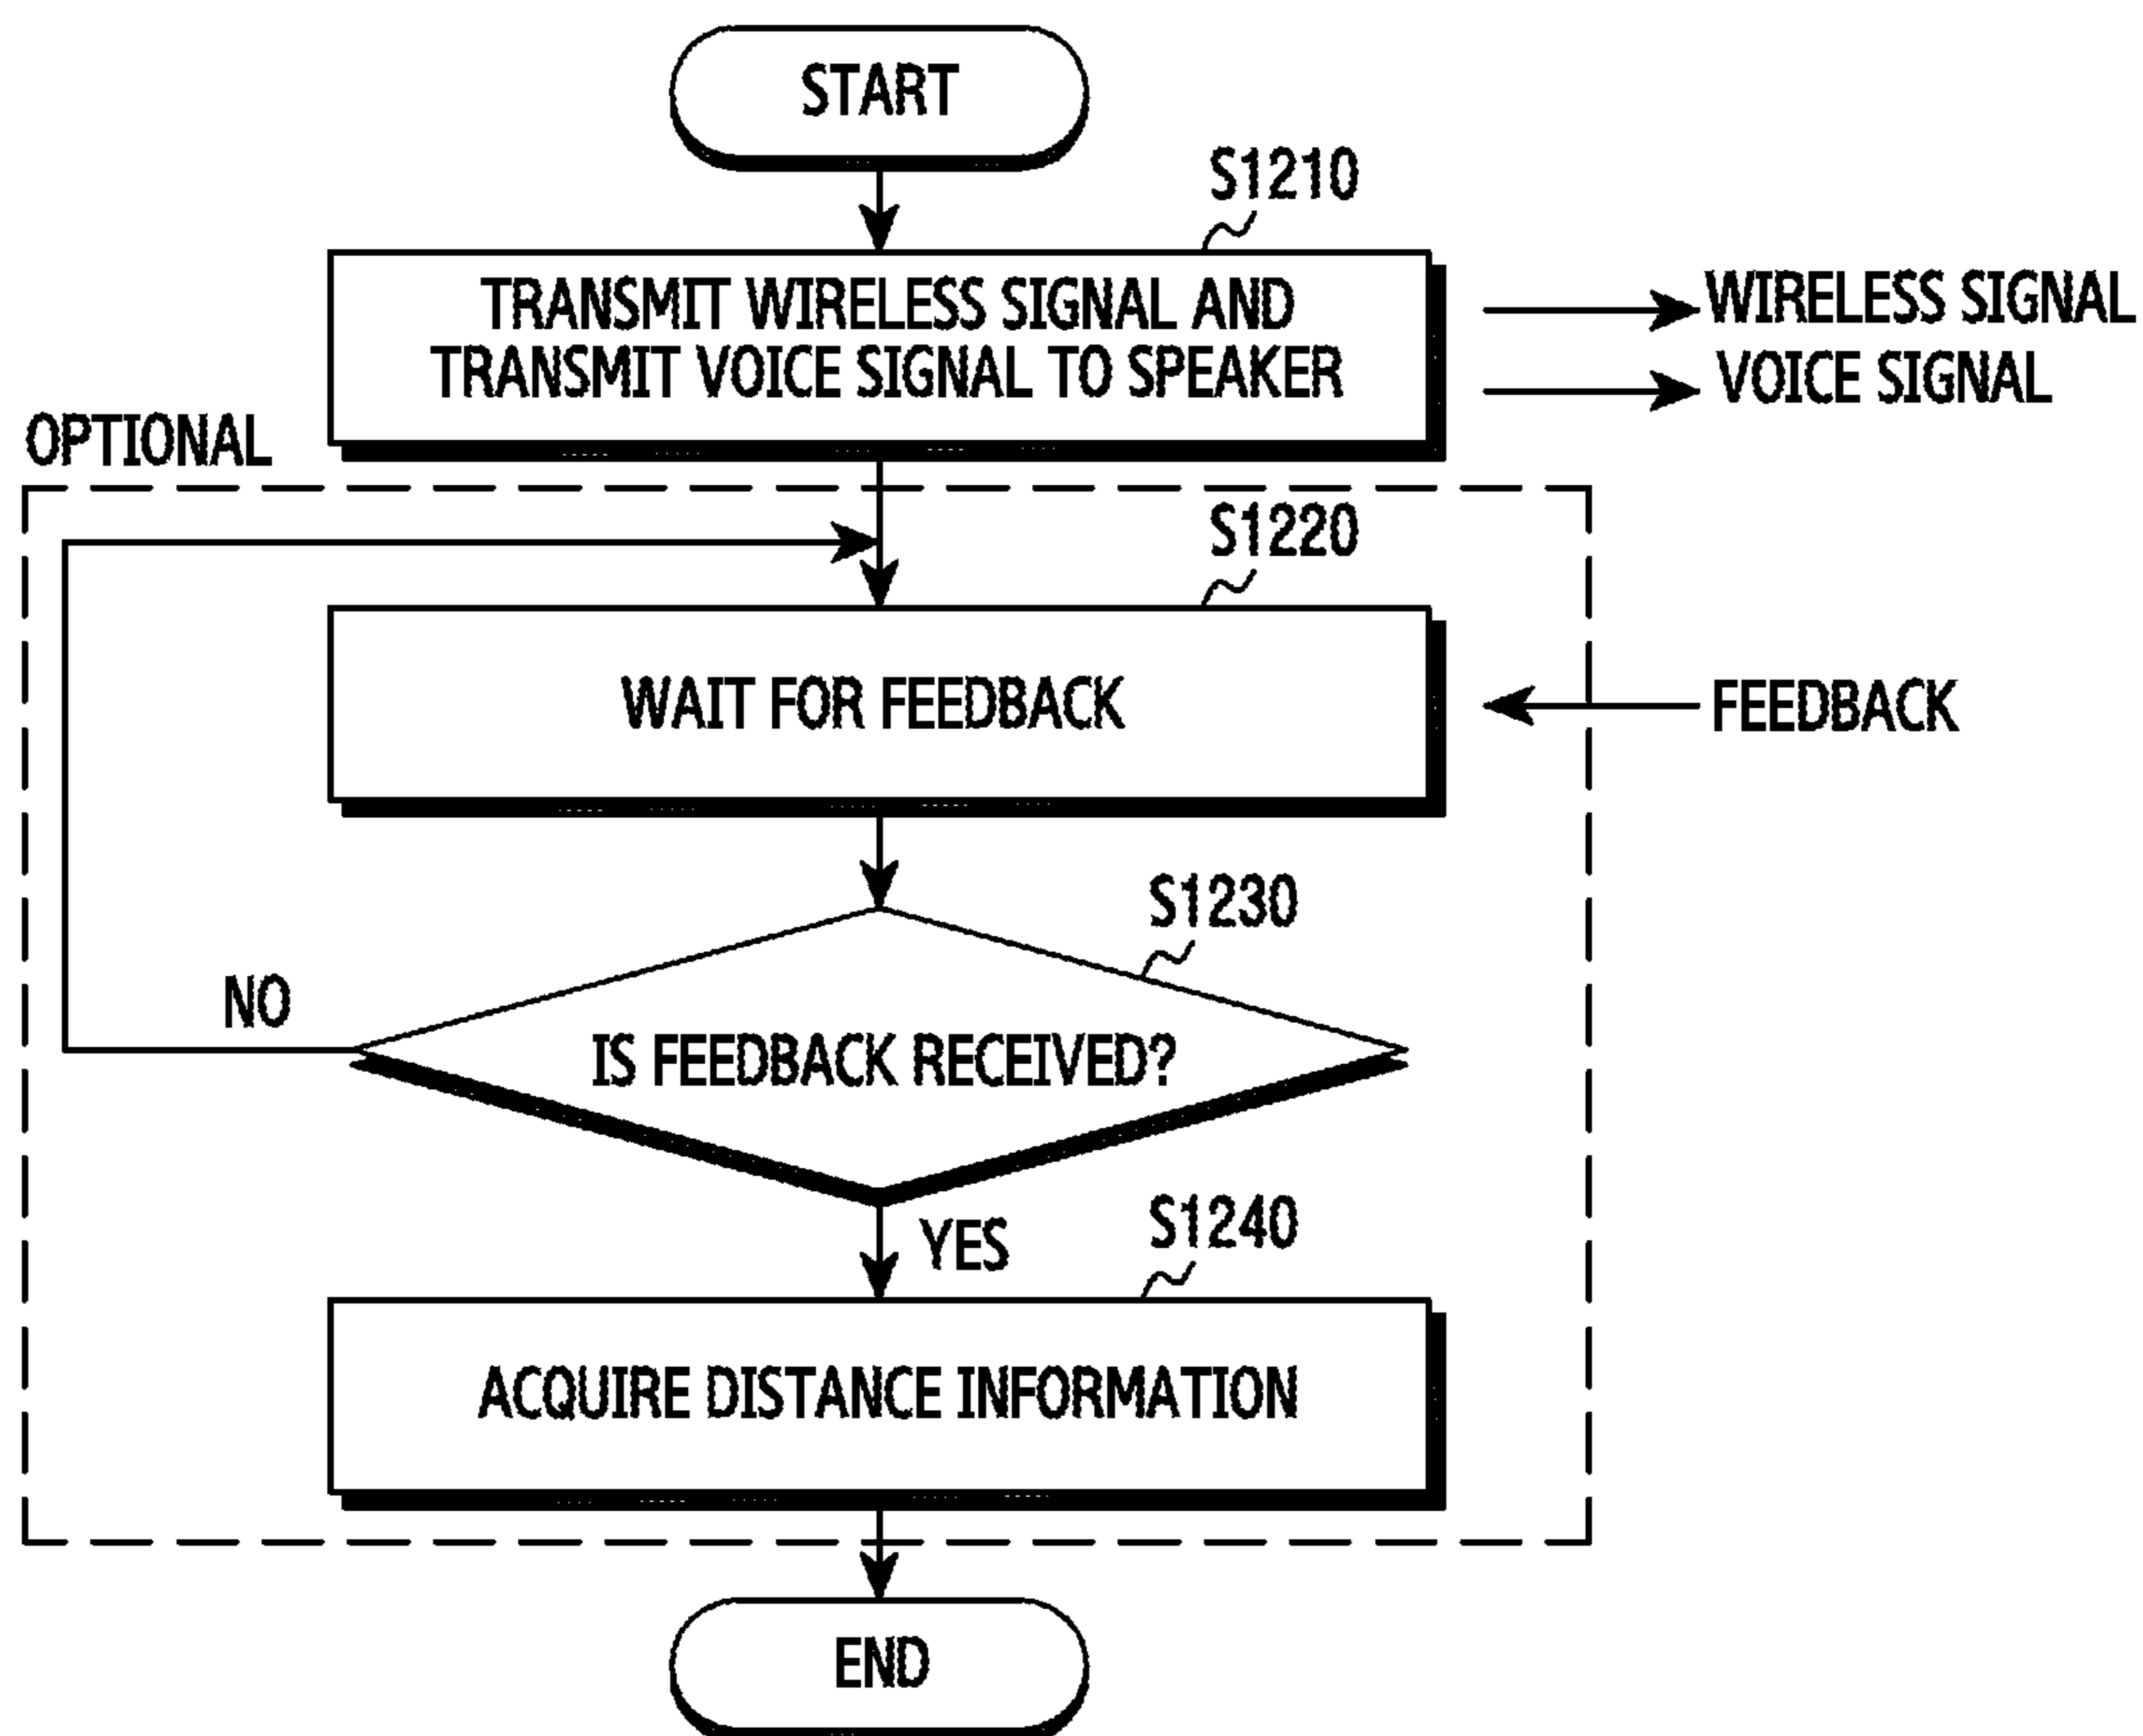 START
S1210
TRANSMIT WIRELESS SIGNAL AND
TRANSMIT VOICE SIGNAL TO SPEAKER
WIRELESS SIGNAL
VOICE SIGNAL
OPTIONAL
S1220
WAIT FOR FEEDBACK
FEEDBACK
S1230
NO
IS FEEDBACK RECEIVED?
YES
S1240
ACQUIRE DISTANCE INFORMATION
END